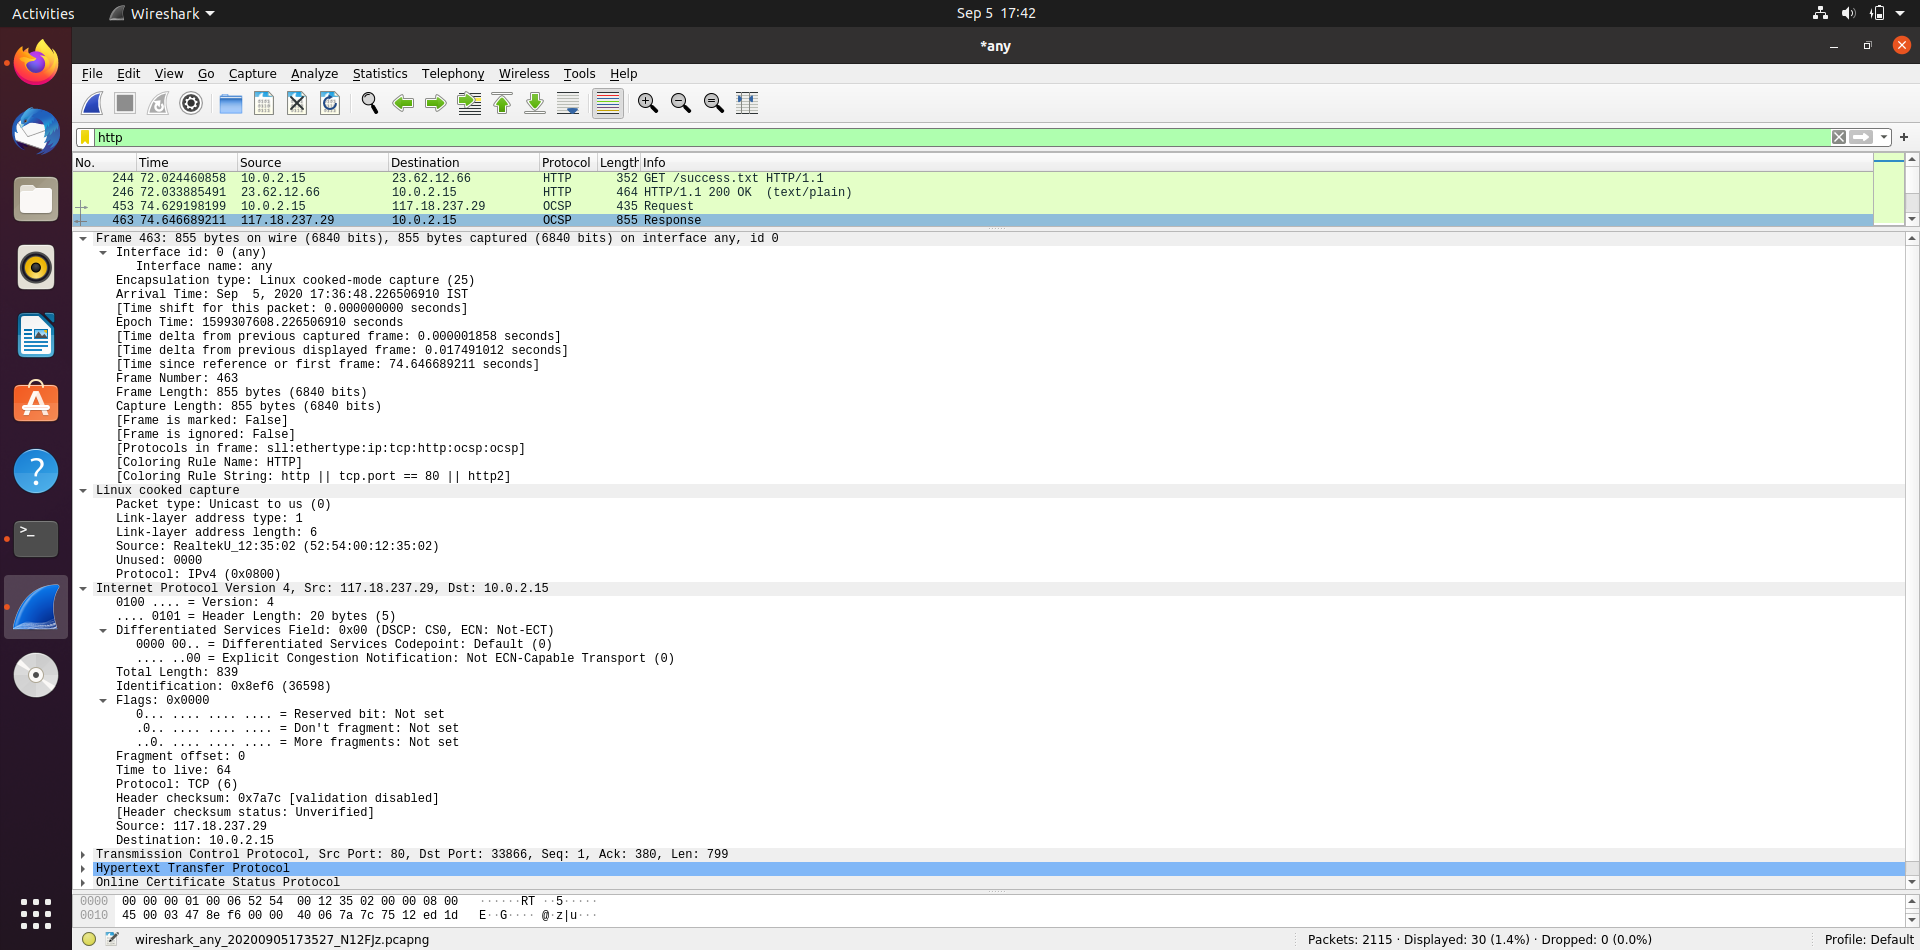 Activities Wireshark Sep 5 17:42
*any
File Edit View Go Capture Analyze Statistics Telephony Wireless Tools Help
http
No. Time Source Destination Protocol Length Info
244 72.024460858 10.0.2.15 23.62.12.66 HTTP 352 GET /success.txt HTTP/1.1
246 72.033885491 23.62.12.66 10.0.2.15 HTTP 464 HTTP/1.1 200 OK (text/plain)
453 74.629198199 10.0.2.15 117.18.237.29 OCSP 435 Request
463 74.646689211 117.18.237.29 10.0.2.15 OCSP 855 Response
Frame 463: 855 bytes on wire (6840 bits), 855 bytes captured (6840 bits) on interface any, id 0
Interface id: 0 (any)
Interface name: any
Encapsulation type: Linux cooked-mode capture (25)
Arrival Time: Sep  5, 2020 17:36:48.226506910 IST
[Time shift for this packet: 0.000000000 seconds]
Epoch Time: 1599307608.226506910 seconds
[Time delta from previous captured frame: 0.000001858 seconds]
[Time delta from previous displayed frame: 0.017491012 seconds]
[Time since reference or first frame: 74.646689211 seconds]
Frame Number: 463
Frame Length: 855 bytes (6840 bits)
Capture Length: 855 bytes (6840 bits)
[Frame is marked: False]
[Frame is ignored: False]
[Protocols in frame: sll:ethertype:ip:tcp:http:ocsp:ocsp]
[Coloring Rule Name: HTTP]
[Coloring Rule String: http || tcp.port == 80 || http2]
Linux cooked capture
Packet type: Unicast to us (0)
Link-layer address type: 1
Link-layer address length: 6
Source: RealtekU_12:35:02 (52:54:00:12:35:02)
Unused: 0000
Protocol: IPv4 (0x0800)
Internet Protocol Version 4, Src: 117.18.237.29, Dst: 10.0.2.15
0100 .... = Version: 4
.... 0101 = Header Length: 20 bytes (5)
Differentiated Services Field: 0x00 (DSCP: CS0, ECN: Not-ECT)
0000 00.. = Differentiated Services Codepoint: Default (0)
.... ..00 = Explicit Congestion Notification: Not ECN-Capable Transport (0)
Total Length: 839
Identification: 0x8ef6 (36598)
Flags: 0x0000
0... .... .... .... = Reserved bit: Not set
.0.. .... .... .... = Don't fragment: Not set
..0. .... .... .... = More fragments: Not set
Fragment offset: 0
Time to live: 64
Protocol: TCP (6)
Header checksum: 0x7a7c [validation disabled]
[Header checksum status: Unverified]
Source: 117.18.237.29
Destination: 10.0.2.15
Transmission Control Protocol, Src Port: 80, Dst Port: 33866, Seq: 1, Ack: 380, Len: 799
Hypertext Transfer Protocol
Online Certificate Status Protocol
0000 00 00 00 01 00 06 52 54 00 12 35 02 00 00 08 00 ······RT ··5·····
0010 45 00 03 47 8e f6 00 00 40 06 7a 7c 75 12 ed 1d E··G···· @·z|u···
wireshark_any_20200905173527_N12FJz.pcapng Packets: 2115 · Displayed: 30 (1.4%) · Dropped: 0 (0.0%) Profile: Default